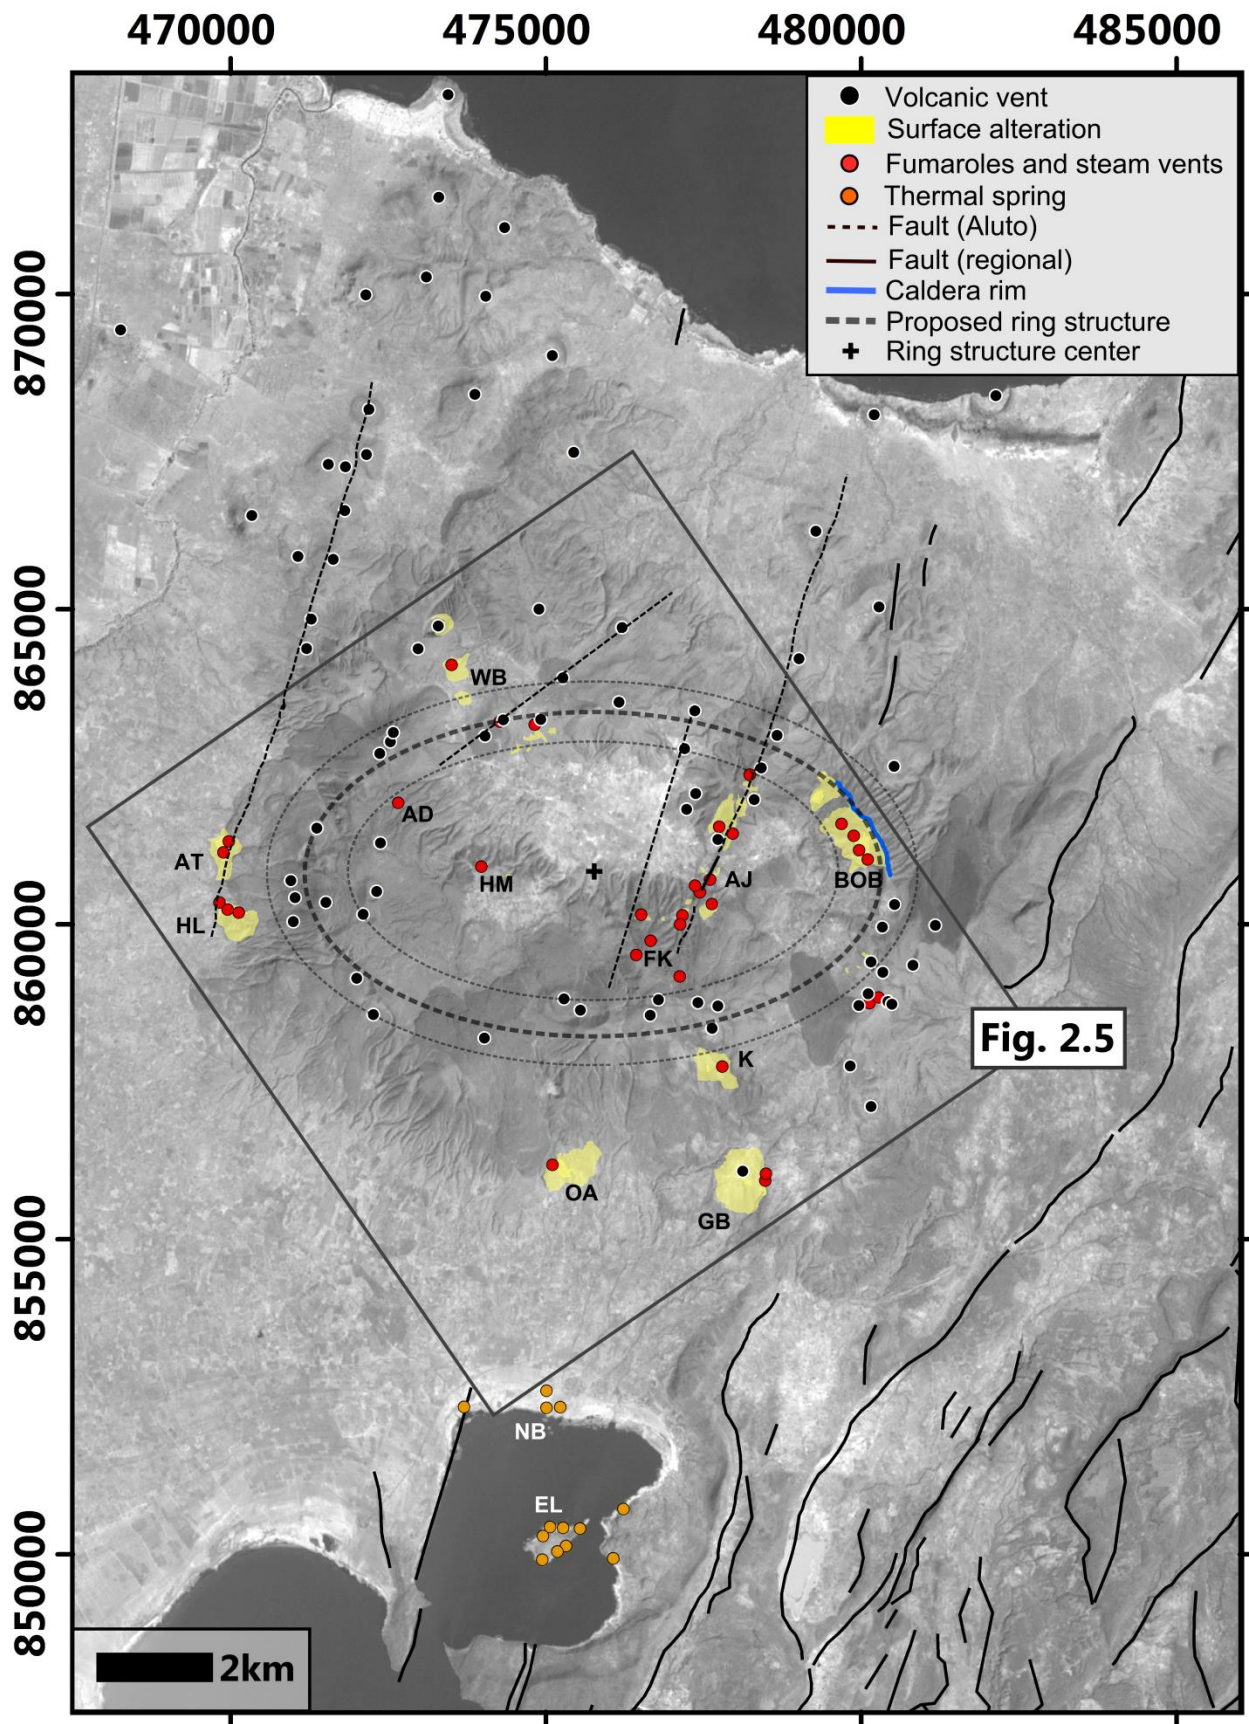 470000 475000 480000 485000
Volcanic vent
Surface alteration
Fumaroles and steam vents
Thermal spring
Fault (Aluto)
Fault (regional)
Caldera rim
Proposed ring structure
Ring structure center
870000
865000
WB
AD
AT
HM
AJ
BOB
HL
860000
FK
Fig. 2.5
K
OA
GB
855000
NB
EL
850000
2km